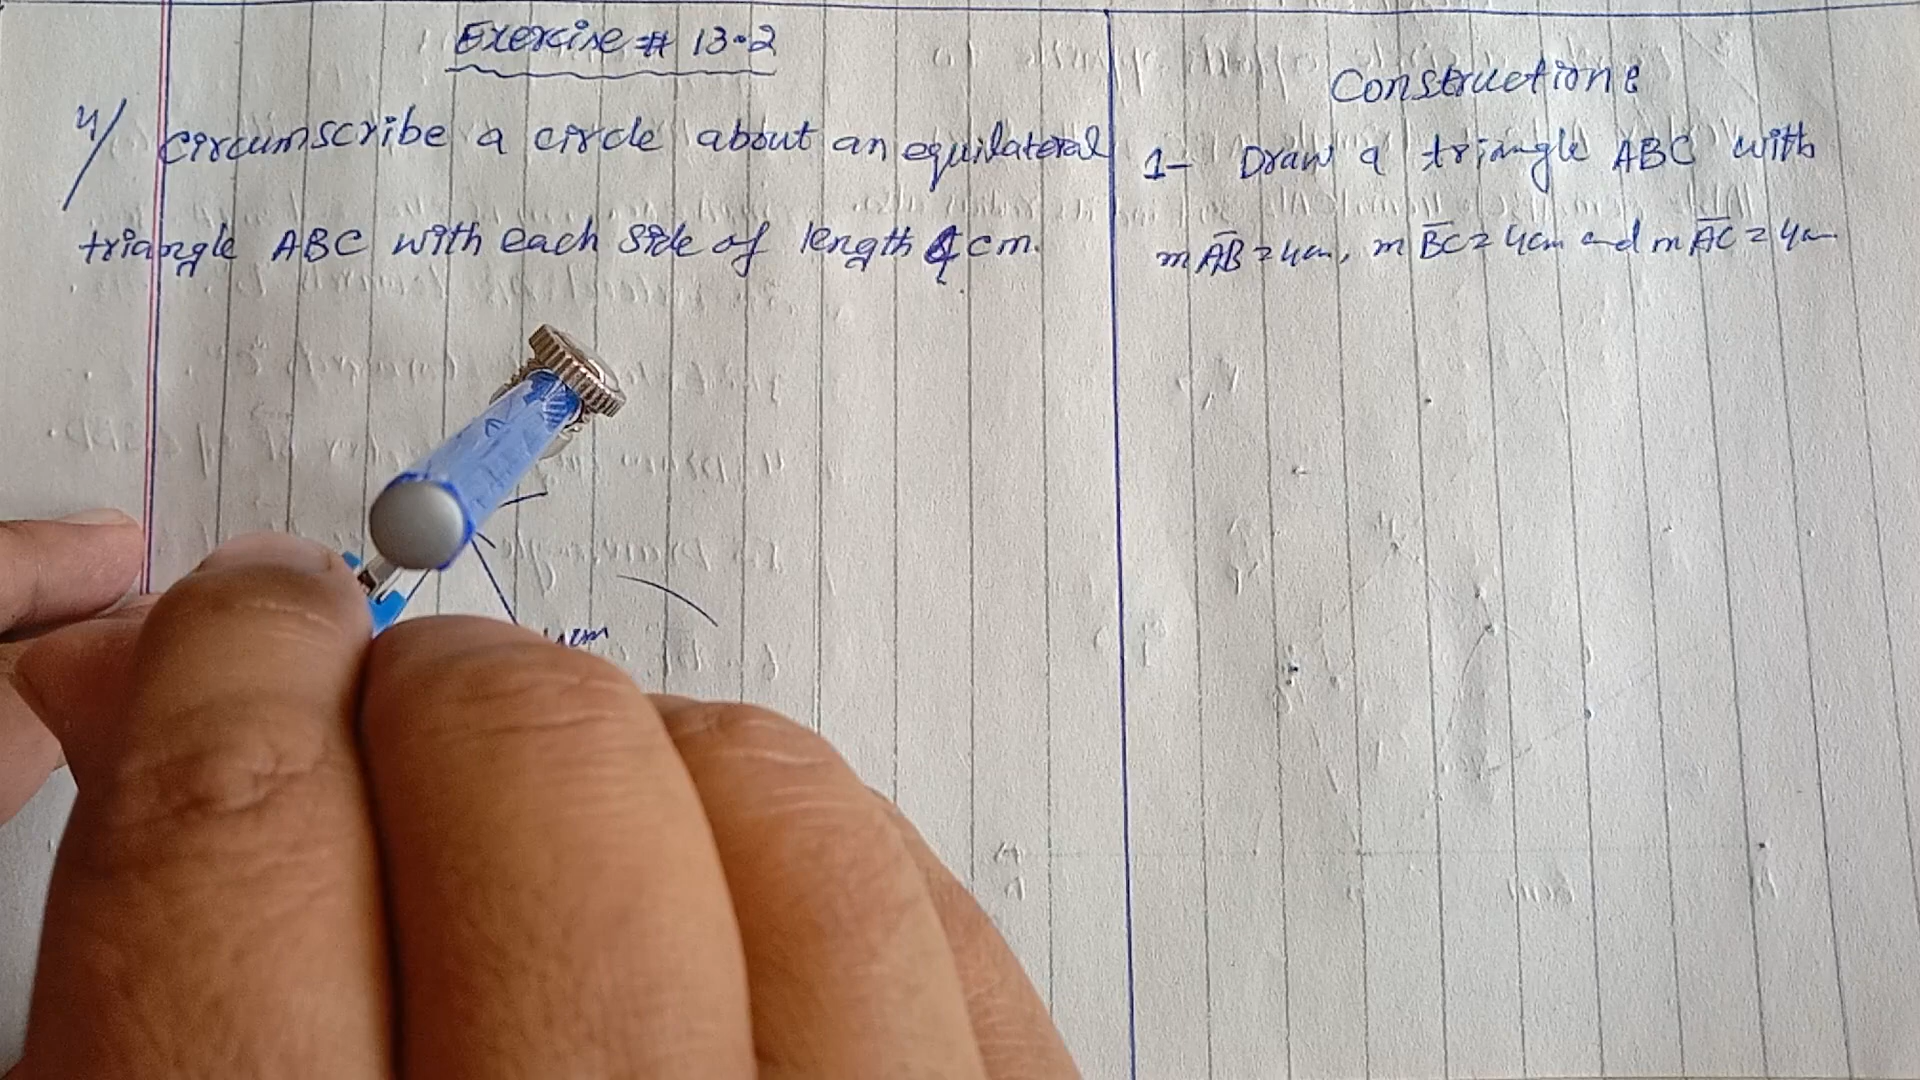 Exercise # 13.2
4/ Circumscribe a circle about an equilateral
triangle ABC with each side of length 4 cm.
4cm
Construction:
1- Draw a triangle ABC with
m AB = 4cm, m BC = 4cm and m AC = 4cm